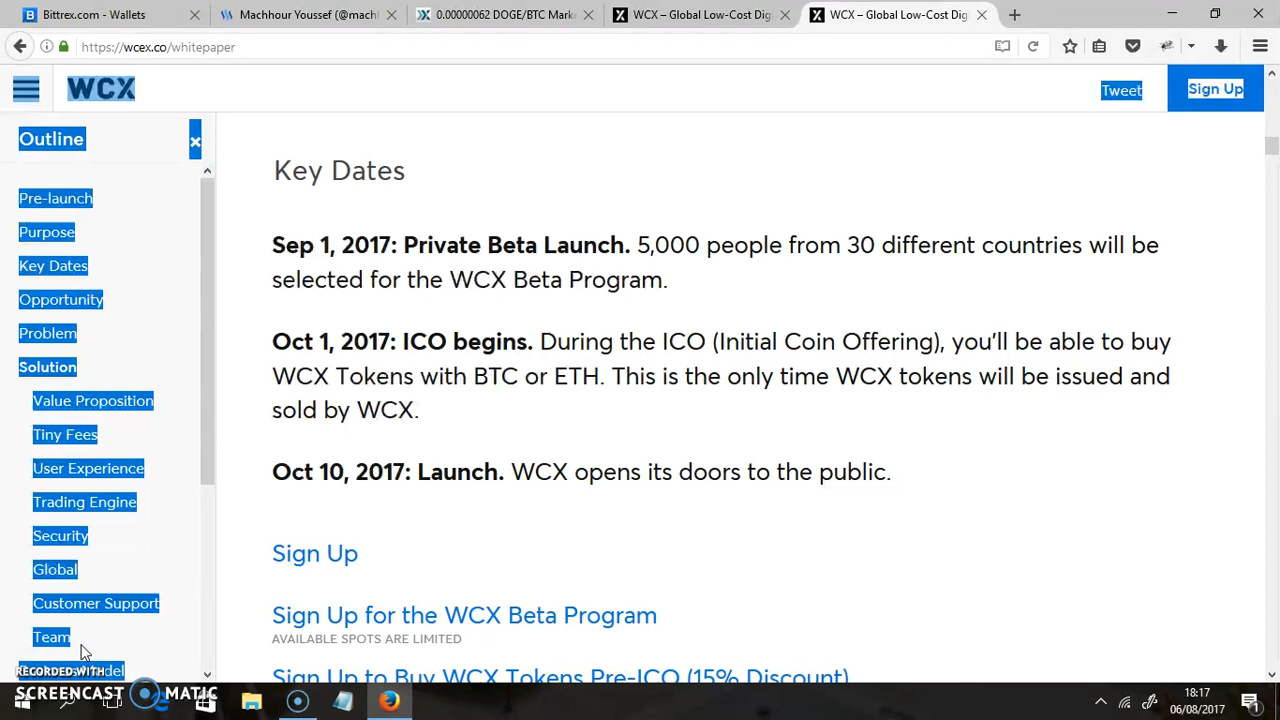 Bittrex.com - Wallets
Machhour Youssef (@mach
0.00000062 DOGE/BTC Mark
WCX – Global Low-Cost Dig
WCX – Global Low-Cost Dig
https://wcex.co/whitepaper
WCX
Tweet
Sign Up
Outline
Pre-launch
Purpose
Key Dates
Opportunity
Problem
Solution
Value Proposition
Tiny Fees
User Experience
Trading Engine
Security
Global
Customer Support
Team
Key Dates
Sep 1, 2017: Private Beta Launch. 5,000 people from 30 different countries will be
selected for the WCX Beta Program.
Oct 1, 2017: ICO begins. During the ICO (Initial Coin Offering), you'll be able to buy
WCX Tokens with BTC or ETH. This is the only time WCX tokens will be issued and
sold by WCX.
Oct 10, 2017: Launch. WCX opens its doors to the public.
Sign Up
Sign Up for the WCX Beta Program
AVAILABLE SPOTS ARE LIMITED
Sign Up to Buy WCX Tokens Pre-ICO (15% Discount)
RECORDED WITH
SCREENCAST MATIC
18:17
06/08/2017